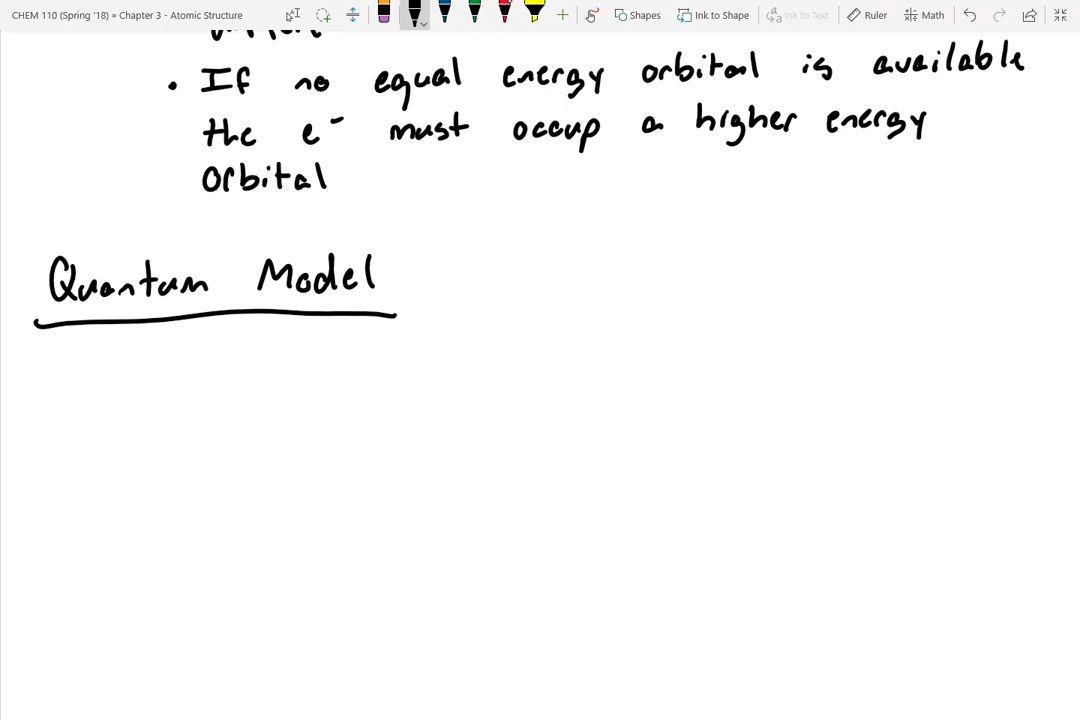 CHEM 110 (Spring '18) » Chapter 3 - Atomic Structure
Shapes
Ink to Shape
Ink to Text
Ruler
Math
• If no equal energy orbital is available
the e⁻ must occup a higher energy
orbital
Quantum Model